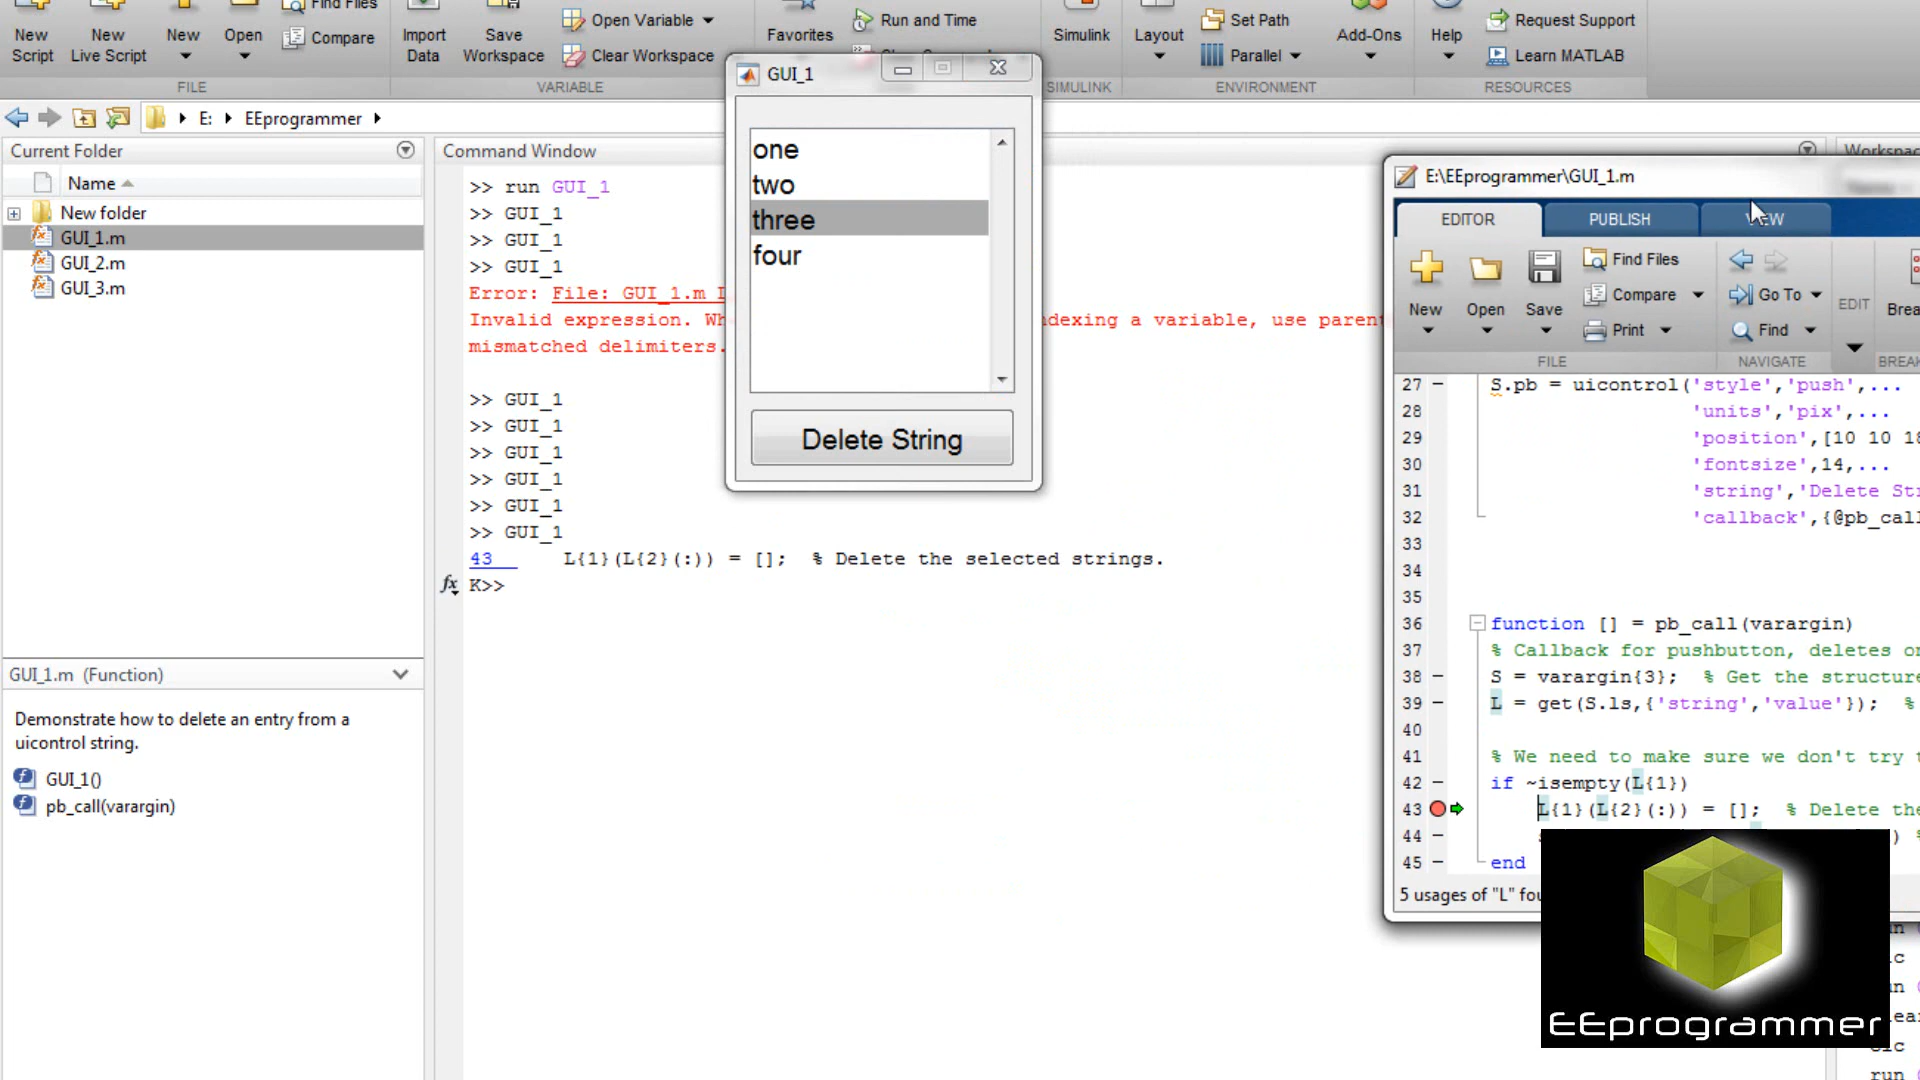 New Script
New Live Script
New
Open
Find Files
Compare
FILE
Import Data
Save Workspace
Open Variable
Clear Workspace
VARIABLE
Favorites
Run and Time
Simulink
SIMULINK
Layout
Set Path
Parallel
ENVIRONMENT
Add-Ons
Help
Request Support
Learn MATLAB
RESOURCES
E: EEprogrammer
Current Folder
Name
New folder
GUI_1.m
GUI_2.m
GUI_3.m
GUI_1.m (Function)
Demonstrate how to delete an entry from a
uicontrol string.
GUI_1()
pb_call(varargin)
Command Window
>> run GUI_1
>> GUI_1
>> GUI_1
>> GUI_1
Error: File: GUI_1.m
Invalid expression. ndexing a variable, use
mismatched delimiters.
>> GUI_1
>> GUI_1
>> GUI_1
>> GUI_1
>> GUI_1
>> GUI_1
43 L{1}(L{2}(:)) = []; % Delete the selected strings.
fx K>>
GUI_1
one
two
three
four
Delete String
E:\EEprogrammer\GUI_1.m
EDITOR PUBLISH VIEW
New
Open
Save
Find Files
Compare
Print
FILE
Go To
Find
NAVIGATE
EDIT
27 S.pb = uicontrol('style','push',...
28 'units','pix',...
29 'position',[10 10
30 'fontsize',14,...
31 'string','Delete
32 'callback',{@
33
34
35
36 function [] = pb_call(varargin)
37 % Callback for pushbutton, deletes
38 S = varargin{3}; % Get the structure
39 L = get(S.ls,{'string','value'}); %
40
41 % We need to make sure we don't try
42 if ~isempty(L{1})
43 L{1}(L{2}(:)) = []; % Delete the
44
45 end
5 usages of "L"
EEprogrammer